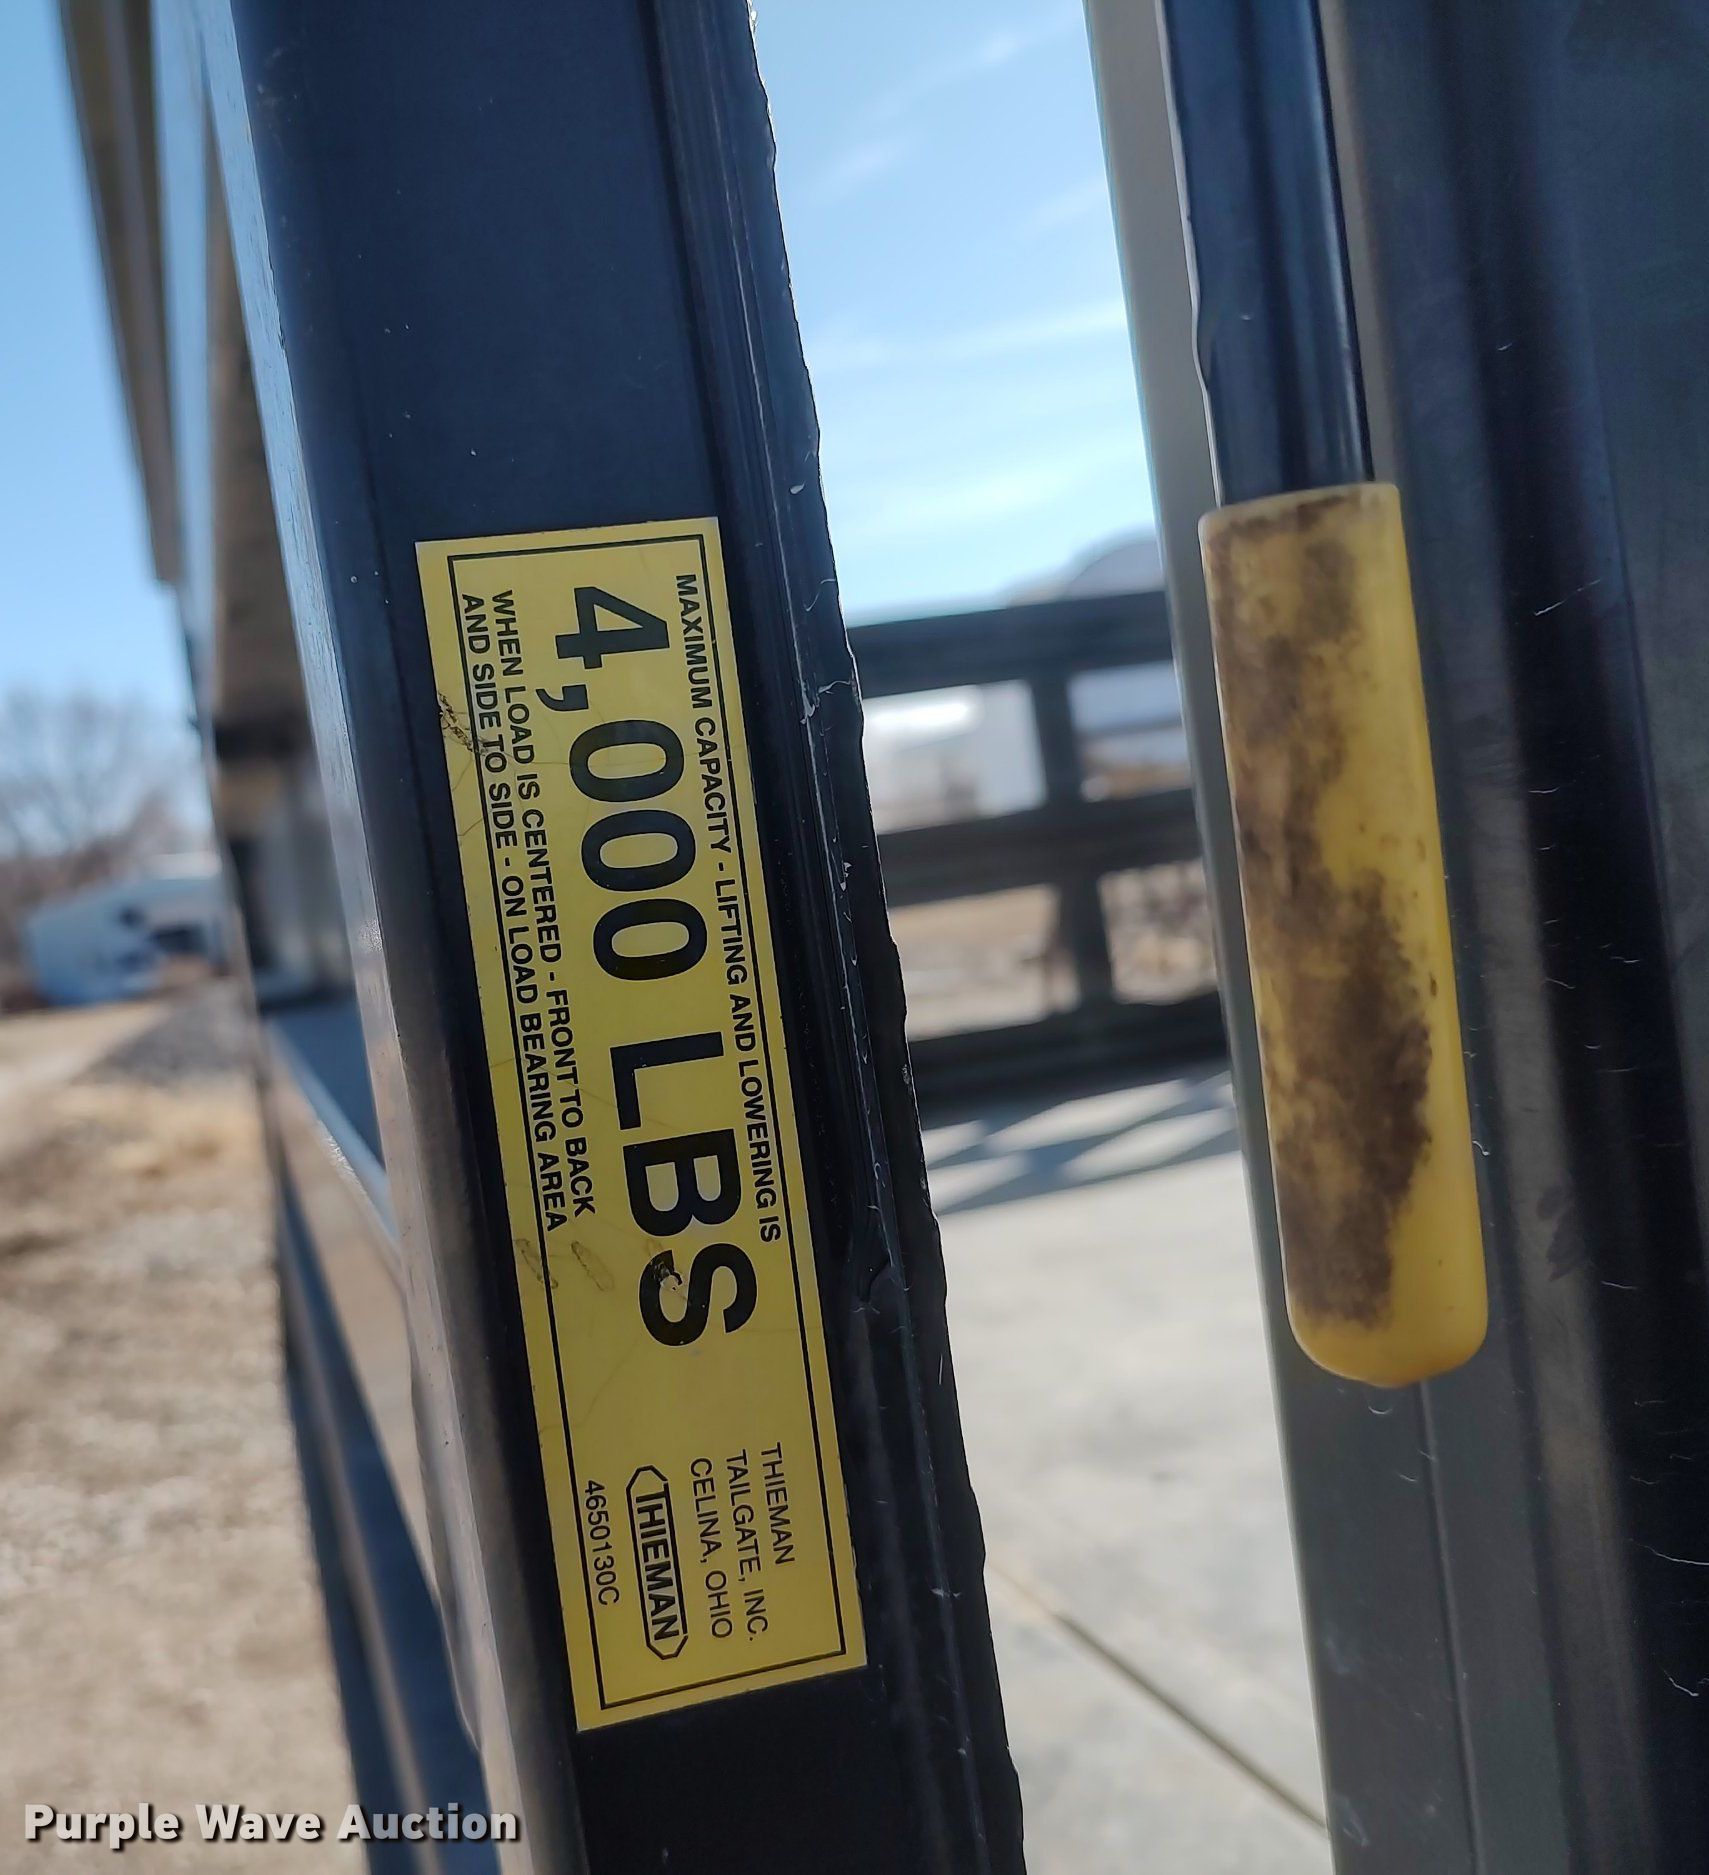 MAXIMUM CAPACITY - LIFTING AND LOWERING IS
4,000 LBS
WHEN LOAD IS CENTERED - FRONT TO BACK
AND SIDE TO SIDE - ON LOAD BEARING AREA
THIEMAN
TAILGATE, INC.
CELINA, OHIO
THIEMAN
4650130C
Purple Wave Auction